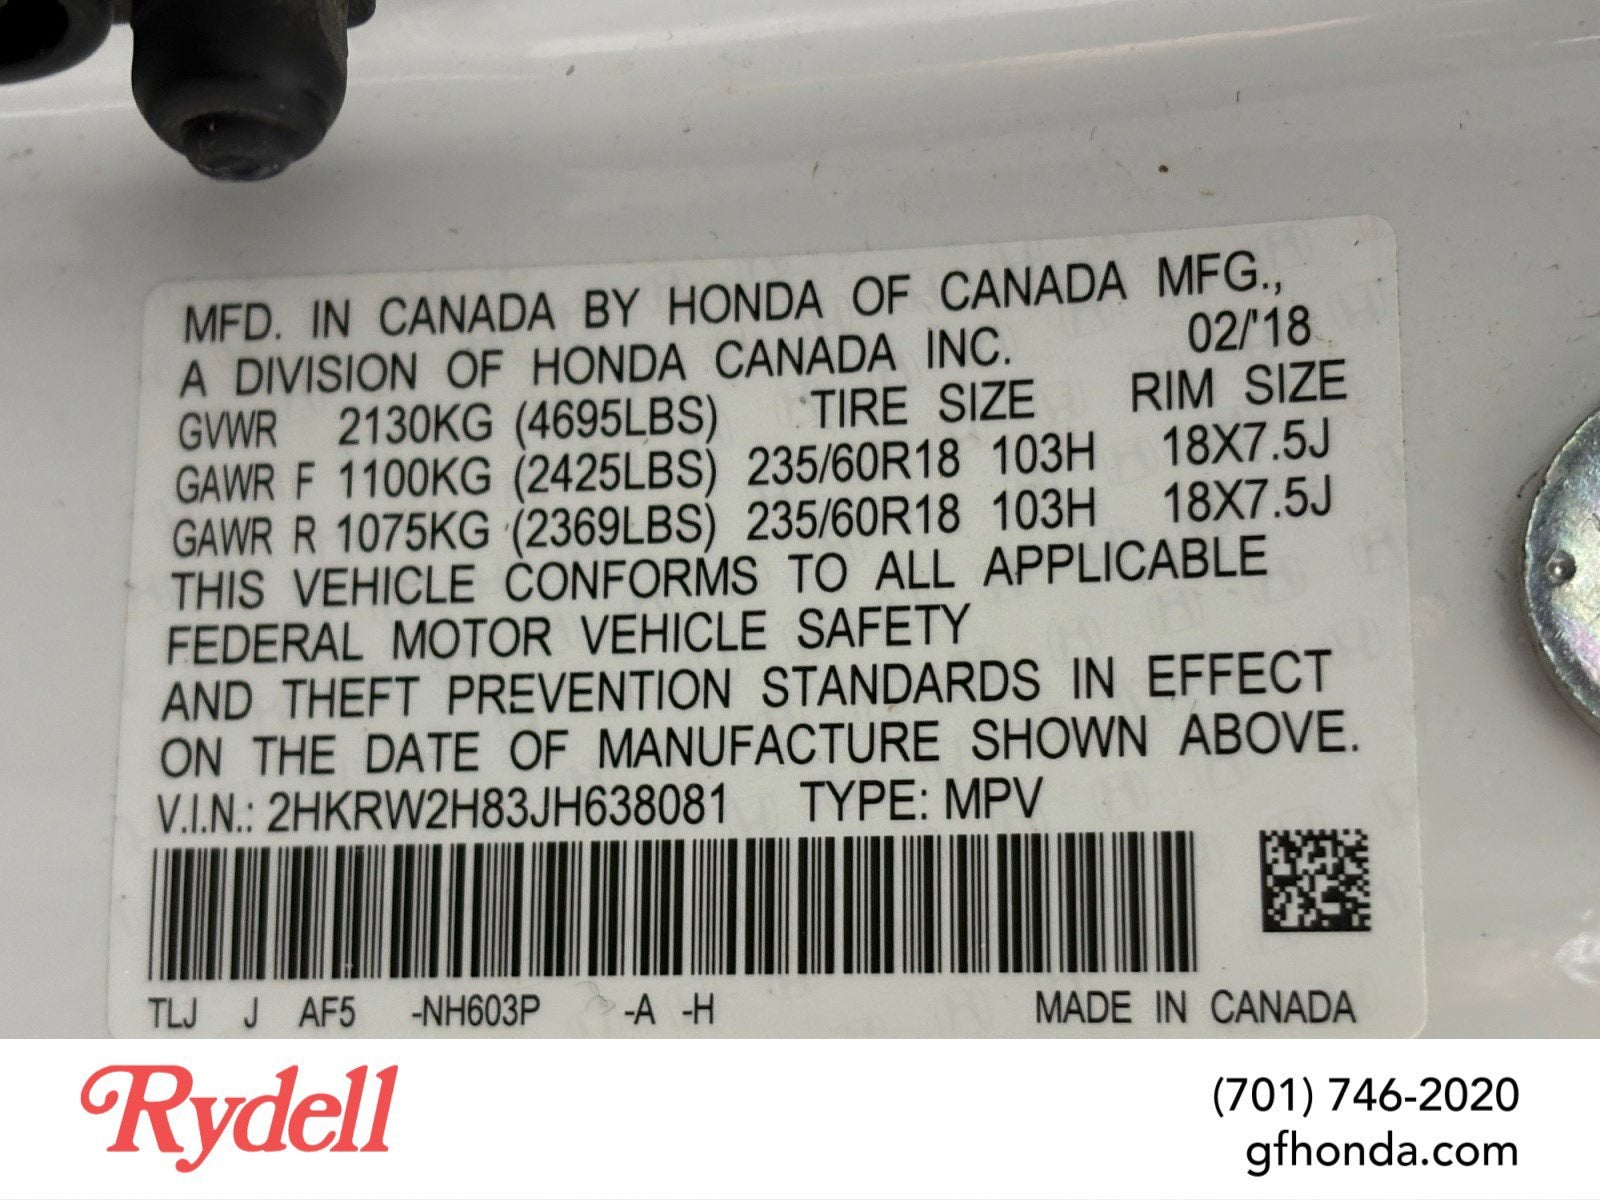 MFD. IN CANADA BY HONDA OF CANADA MFG.,
A DIVISION OF HONDA CANADA INC. 02/'18
GVWR 2130KG (4695LBS) TIRE SIZE RIM SIZE
GAWR F 1100KG (2425LBS) 235/60R18 103H 18X7.5J
GAWR R 1075KG (2369LBS) 235/60R18 103H 18X7.5J
THIS VEHICLE CONFORMS TO ALL APPLICABLE
FEDERAL MOTOR VEHICLE SAFETY
AND THEFT PREVENTION STANDARDS IN EFFECT
ON THE DATE OF MANUFACTURE SHOWN ABOVE.
V.I.N.: 2HKRW2H83JH638081 TYPE: MPV
TLJ J AF5 -NH603P -A -H MADE IN CANADA
Rydell
(701) 746-2020
gfhonda.com